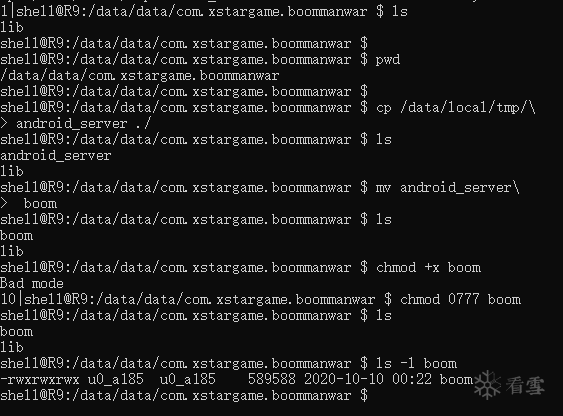 1|shell@R9:/data/data/com.xstargame.boommanwar $ ls
lib
shell@R9:/data/data/com.xstargame.boommanwar $
shell@R9:/data/data/com.xstargame.boommanwar $ pwd
/data/data/com.xstargame.boommanwar
shell@R9:/data/data/com.xstargame.boommanwar $
shell@R9:/data/data/com.xstargame.boommanwar $ cp /data/local/tmp/\
> android_server ./
shell@R9:/data/data/com.xstargame.boommanwar $ ls
android_server
lib
shell@R9:/data/data/com.xstargame.boommanwar $ mv android_server\
>  boom
shell@R9:/data/data/com.xstargame.boommanwar $ ls
boom
lib
shell@R9:/data/data/com.xstargame.boommanwar $ chmod +x boom
Bad mode
10|shell@R9:/data/data/com.xstargame.boommanwar $ chmod 0777 boom
shell@R9:/data/data/com.xstargame.boommanwar $ ls
boom
lib
shell@R9:/data/data/com.xstargame.boommanwar $ ls -l boom
-rwxrwxrwx u0_a185  u0_a185    589588 2020-10-10 00:22 boom
shell@R9:/data/data/com.xstargame.boommanwar $
看雪